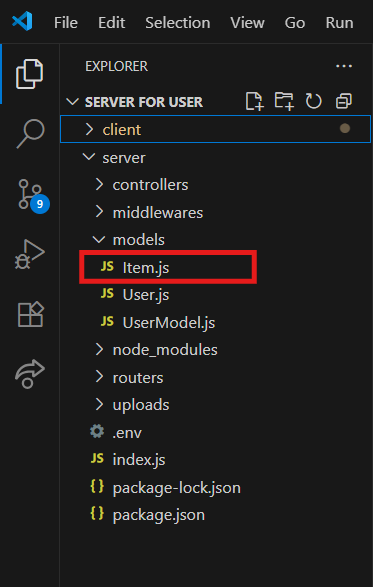 File Edit Selection View Go Run
EXPLORER ...
SERVER FOR USER
client
server
controllers
9
middlewares
models
JS Item.js
JS User.js
JS UserModel.js
node_modules
routers
uploads
.env
JS index.js
{} package-lock.json
{} package.json